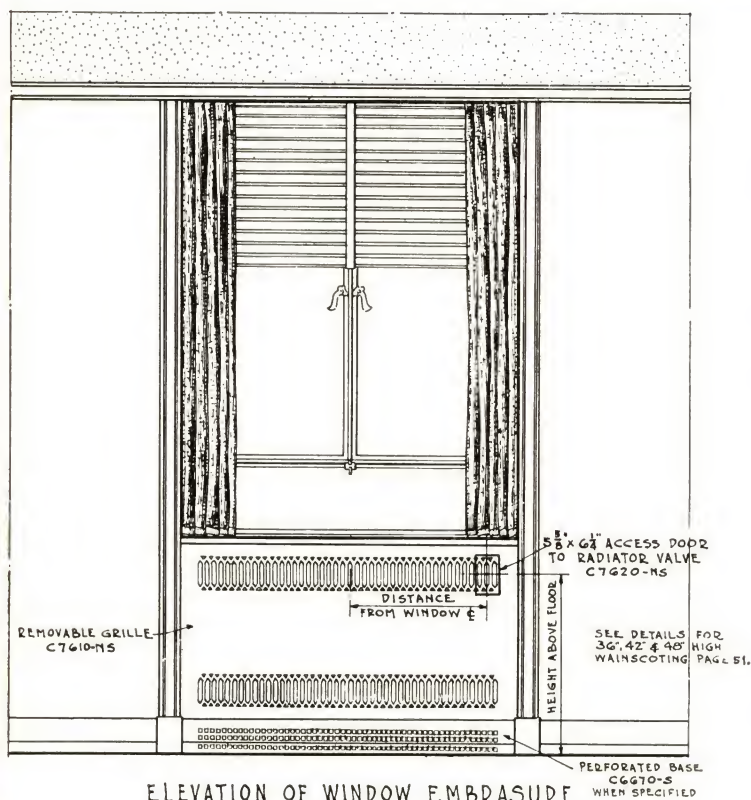 5⅝" x 6¼" ACCESS DOOR
TO RADIATOR VALVE
C7620-NS
DISTANCE
FROM WINDOW ℄
HEIGHT ABOVE FLOOR
REMOVABLE GRILLE
C7610-NS
SEE DETAILS FOR
36", 42" & 48" HIGH
WAINSCOTING PAGE 51.
PERFORATED BASE
C6670-S
WHEN SPECIFIED
ELEVATION OF WINDOW EMBRASURE